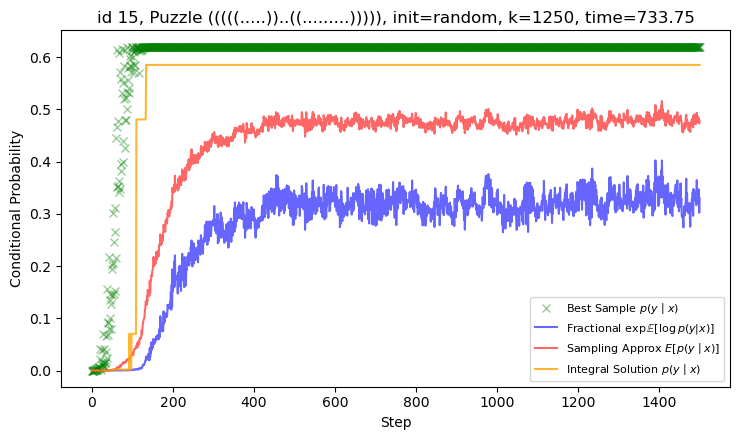 id 15, Puzzle (((((.....))..((.........))))), init=random, k=1250, time=733.75
Conditional Probability
0.6
0.5
0.4
0.3
0.2
0.1
0.0
Best Sample p(y | x)
Fractional exp𝔼[log p(y|x)]
Sampling Approx E[p(y | x)]
Integral Solution p(y | x)
0 200 400 600 800 1000 1200 1400
Step